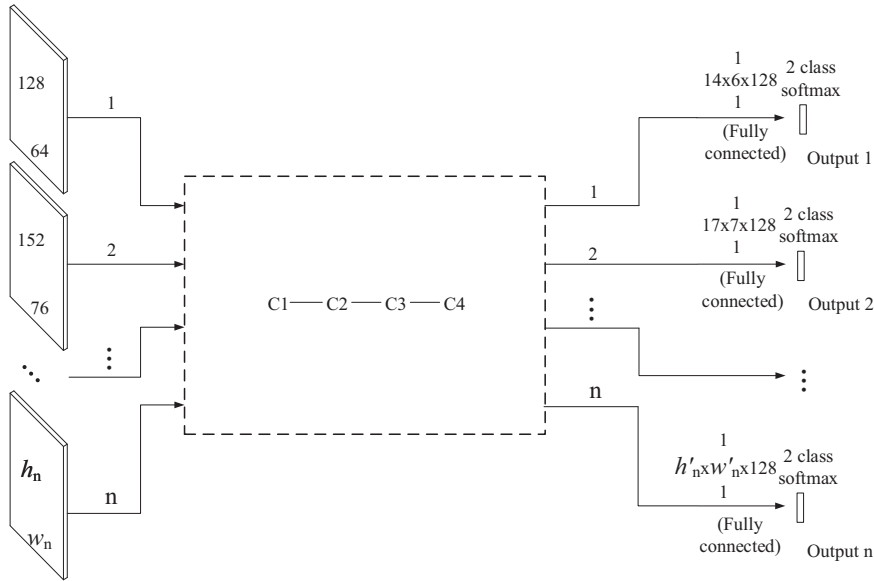 128
64
1
152
76
2
⋮
⋱
hₙ
wₙ
n
C1
C2
C3
C4
1
1
14x6x128
1
(Fully
connected)
2 class
softmax
Output 1
2
1
17x7x128
1
(Fully
connected)
2 class
softmax
Output 2
⋮
⋮
n
1
h′ₙxw′ₙx128
1
(Fully
connected)
2 class
softmax
Output n